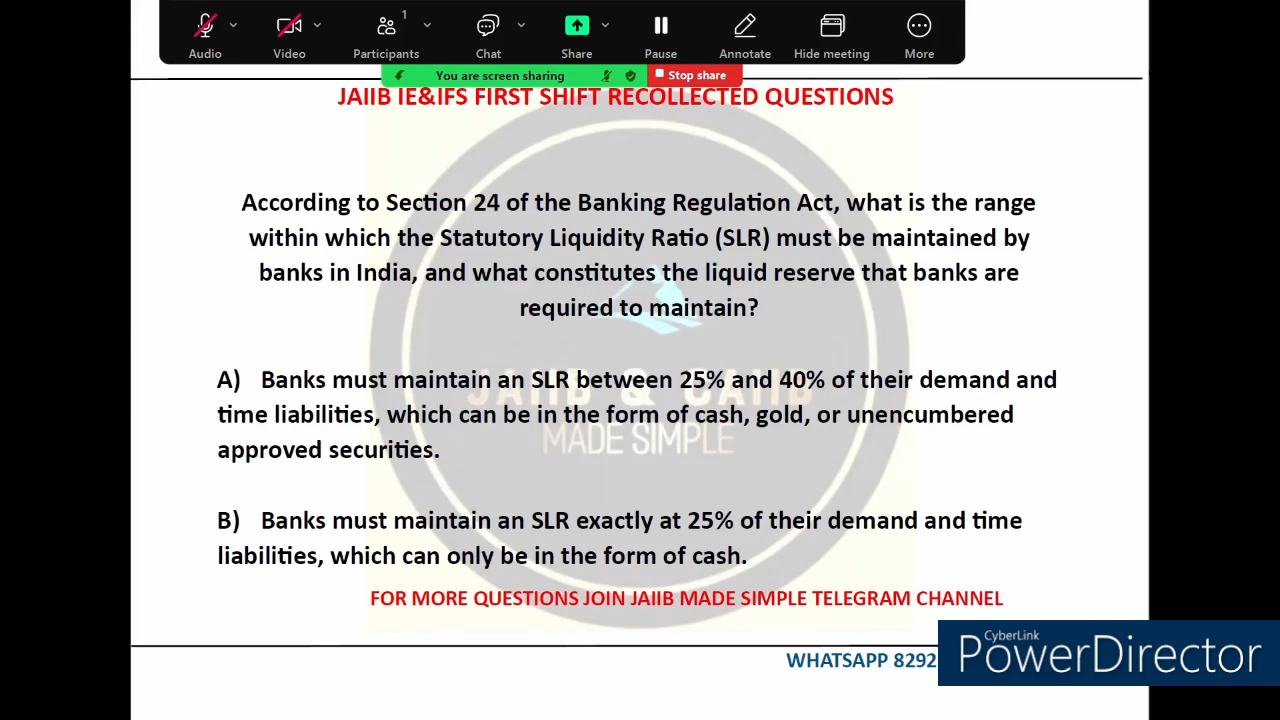 1
Audio Video Participants Chat Share Pause Annotate Hide meeting More
You are screen sharing Stop share
JAIIB IE&IFS FIRST SHIFT RECOLLECTED QUESTIONS
According to Section 24 of the Banking Regulation Act, what is the range
within which the Statutory Liquidity Ratio (SLR) must be maintained by
banks in India, and what constitutes the liquid reserve that banks are
required to maintain?
A) Banks must maintain an SLR between 25% and 40% of their demand and
time liabilities, which can be in the form of cash, gold, or unencumbered
JAIIB & CAIIB
MADE SIMPLE
approved securities.
B) Banks must maintain an SLR exactly at 25% of their demand and time
liabilities, which can only be in the form of cash.
FOR MORE QUESTIONS JOIN JAIIB MADE SIMPLE TELEGRAM CHANNEL
WHATSAPP 8292
CyberLink
PowerDirector